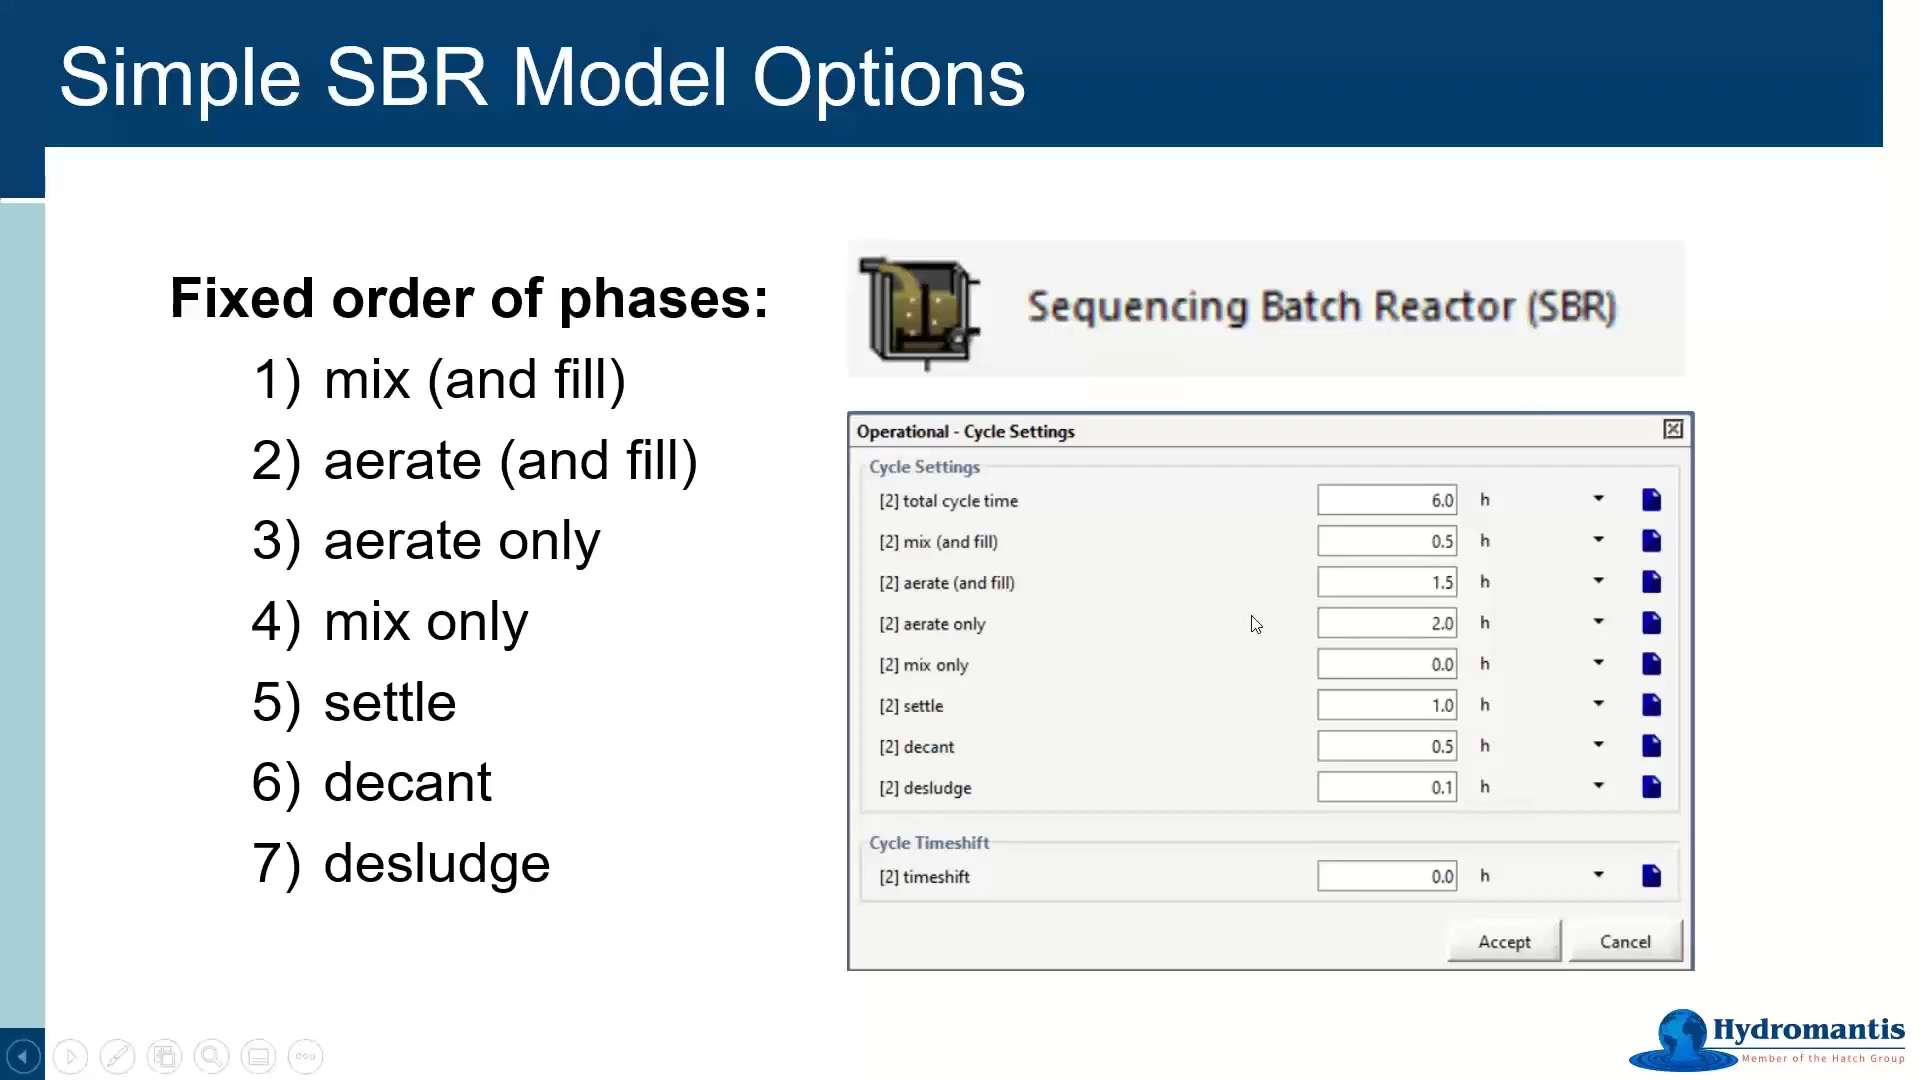 Simple SBR Model Options
Fixed order of phases:
1) mix (and fill)
2) aerate (and fill)
3) aerate only
4) mix only
5) settle
6) decant
7) desludge
Sequencing Batch Reactor (SBR)
Operational - Cycle Settings
Cycle Settings
[2] total cycle time 6.0 h
[2] mix (and fill) 0.5 h
[2] aerate (and fill) 1.5 h
[2] aerate only 2.0 h
[2] mix only 0.0 h
[2] settle 1.0 h
[2] decant 0.5 h
[2] desludge 0.1 h
Cycle Timeshift
[2] timeshift 0.0 h
Accept Cancel
Hydromantis
Member of the Hatch Group